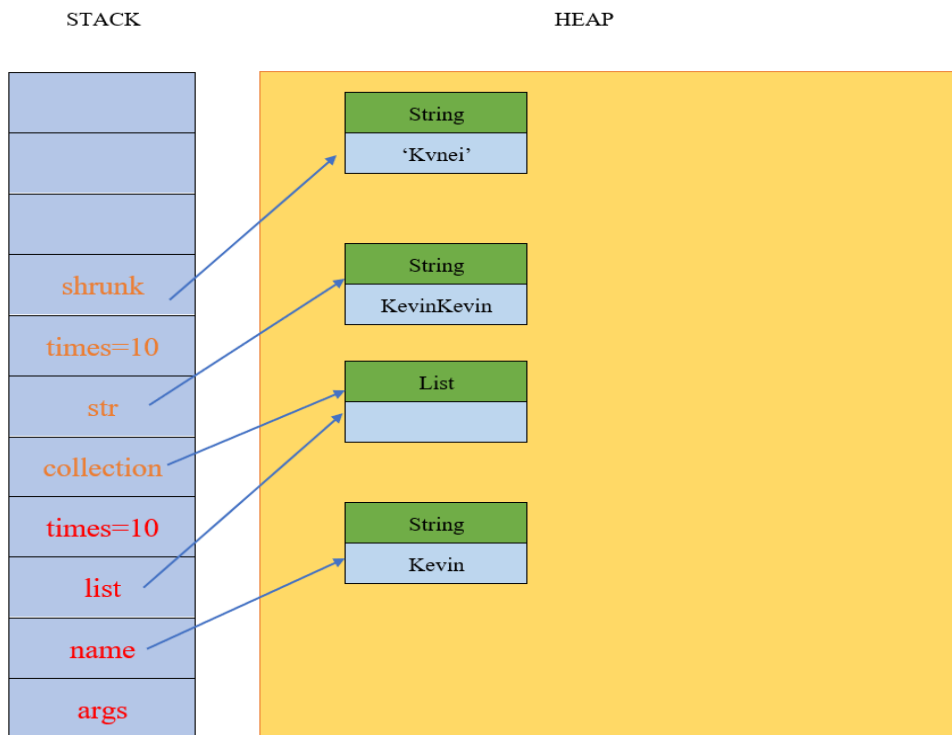 STACK
HEAP
String
‘Kvnei’
String
KevinKevin
List
String
Kevin
shrunk
times=10
str
collection
times=10
list
name
args